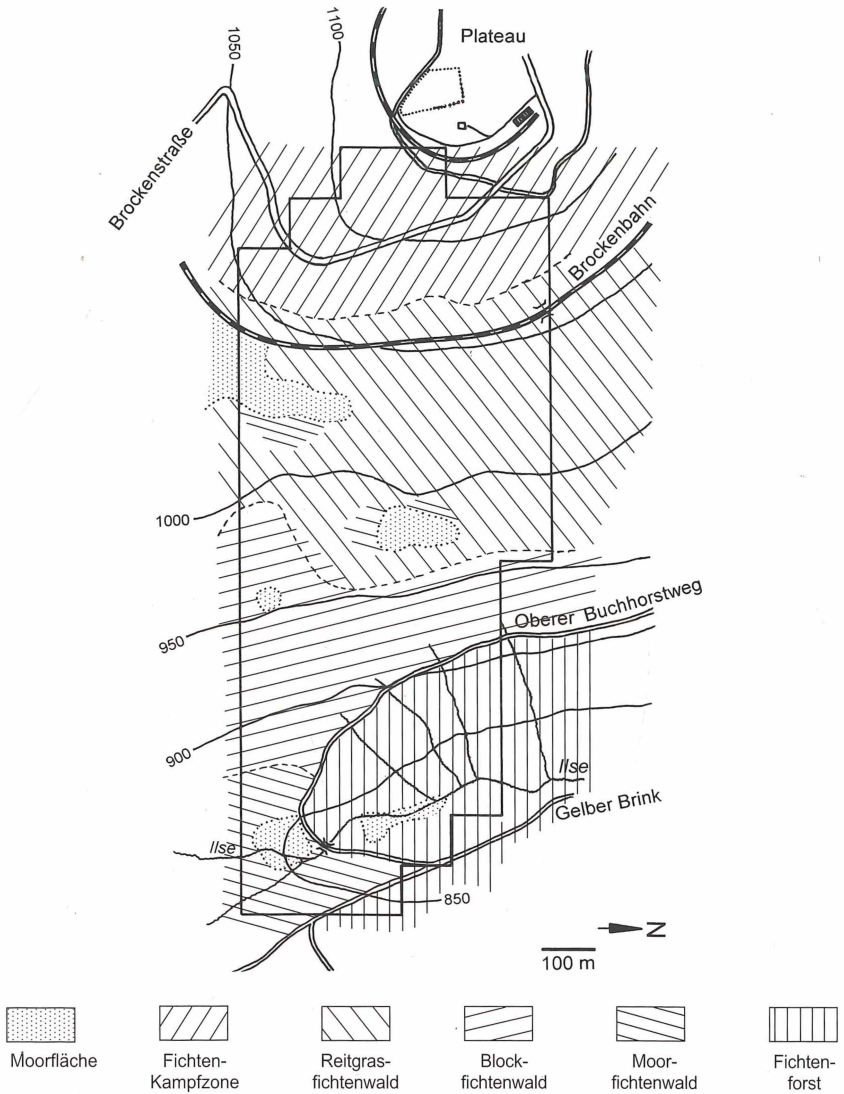 1050
1100
Plateau
Brockenstraße
Brockenbahn
1000
950
Oberer Buchhorstweg
900
Ilse
Gelber Brink
Ilse
850
N
100 m
Moorfläche
Fichten-
Kampfzone
Reitgras-
fichtenwald
Block-
fichtenwald
Moor-
fichtenwald
Fichten-
forst